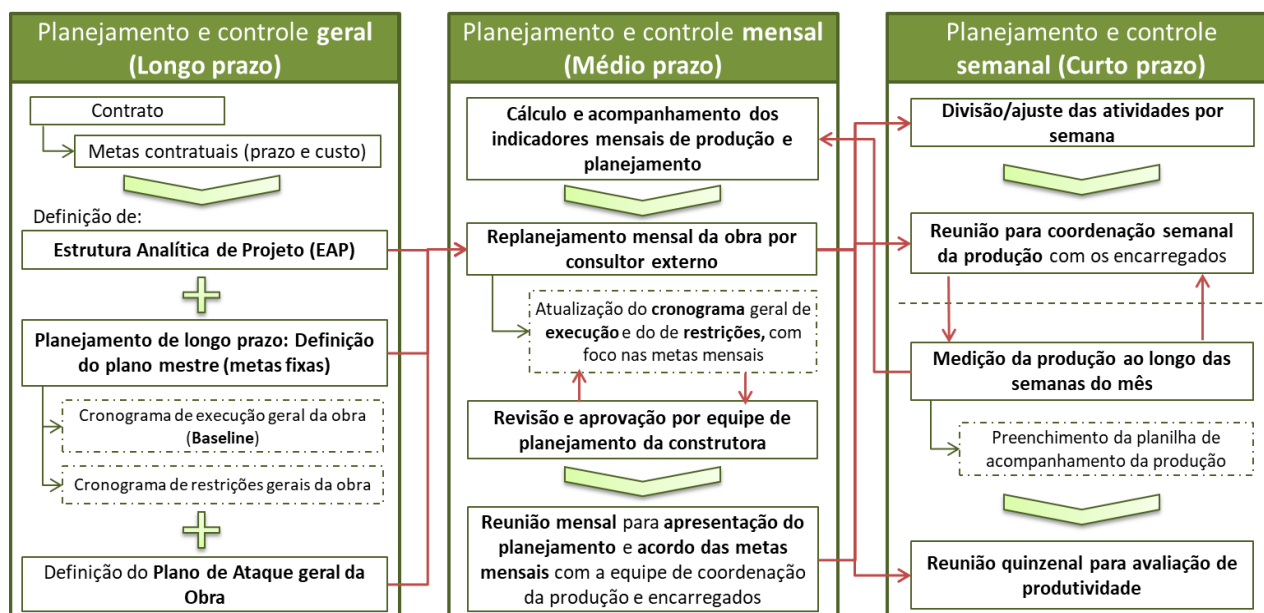 Planejamento e controle geral
(Longo prazo)
Contrato
Metas contratuais (prazo e custo)
Definição de:
Estrutura Analítica de Projeto (EAP)
Planejamento de longo prazo: Definição
do plano mestre (metas fixas)
Cronograma de execução geral da obra
(Baseline)
Cronograma de restrições gerais da obra
Definição do Plano de Ataque geral da
Obra
Planejamento e controle mensal
(Médio prazo)
Cálculo e acompanhamento dos
indicadores mensais de produção e
planejamento
Replanejamento mensal da obra por
consultor externo
Atualização do cronograma geral de
execução e do de restrições, com
foco nas metas mensais
Revisão e aprovação por equipe de
planejamento da construtora
Reunião mensal para apresentação do
planejamento e acordo das metas
mensais com a equipe de coordenação
da produção e encarregados
Planejamento e controle
semanal (Curto prazo)
Divisão/ajuste das atividades por
semana
Reunião para coordenação semanal
da produção com os encarregados
Medição da produção ao longo das
semanas do mês
Preenchimento da planilha de
acompanhamento da produção
Reunião quinzenal para avaliação de
produtividade